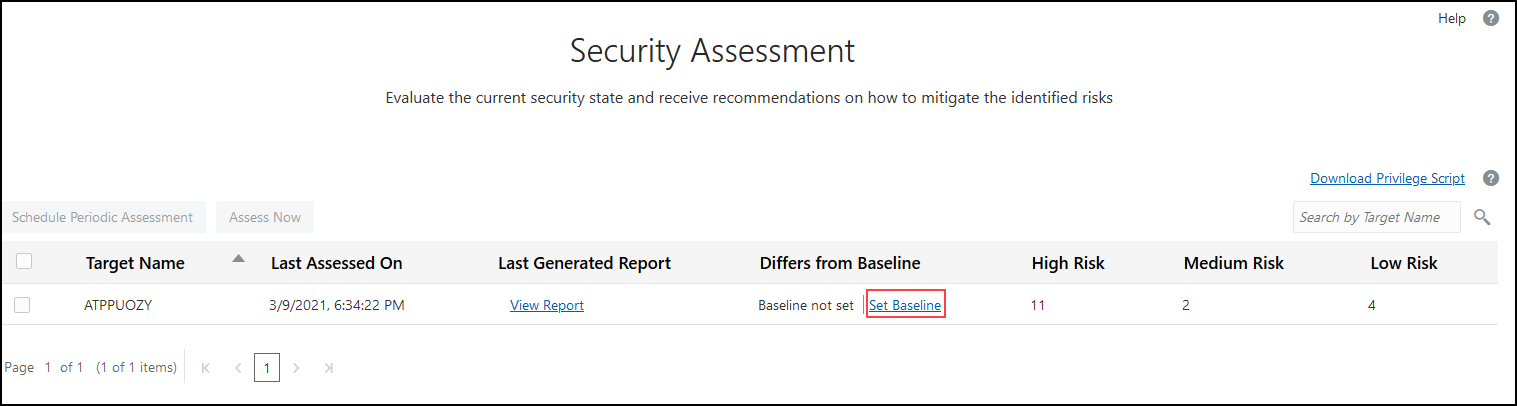 Help
Security Assessment
Evaluate the current security state and receive recommendations on how to mitigate the identified risks
Download Privilege Script
Schedule Periodic Assessment Assess Now Search by Target Name
Target Name Last Assessed On Last Generated Report Differs from Baseline High Risk Medium Risk Low Risk
ATPPUOZY 3/9/2021, 6:34:22 PM View Report Baseline not set Set Baseline 11 2 4
Page 1 of 1 (1 of 1 items) 1